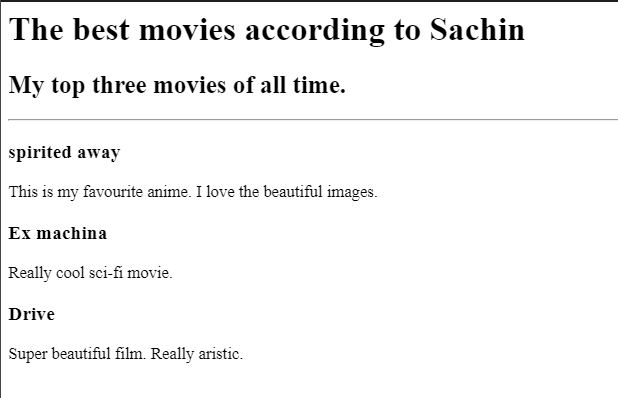 The best movies according to Sachin
My top three movies of all time.
spirited away
This is my favourite anime. I love the beautiful images.
Ex machina
Really cool sci-fi movie.
Drive
Super beautiful film. Really aristic.